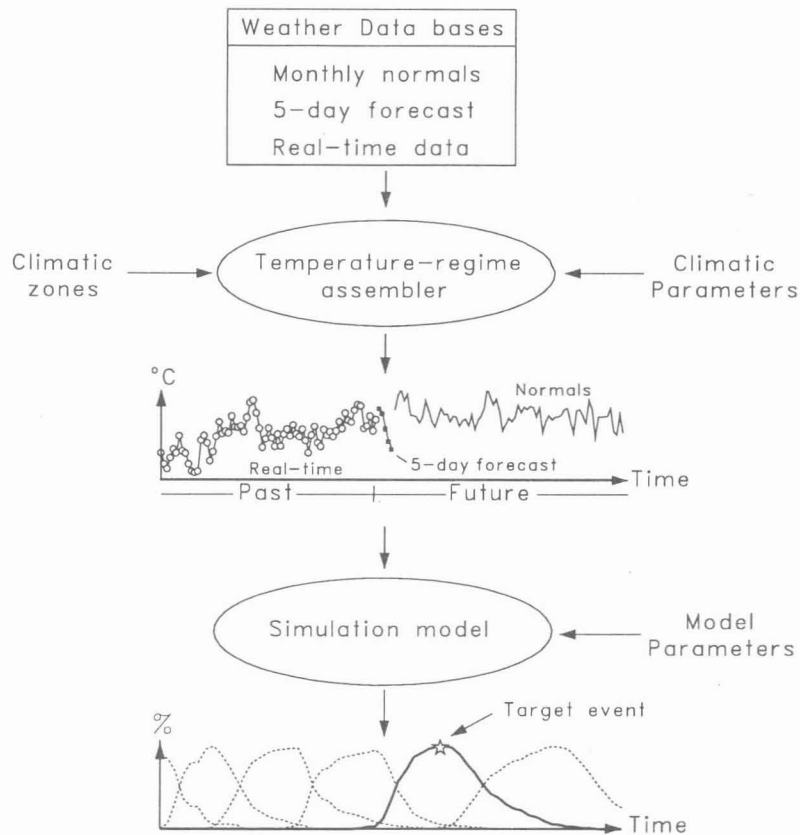 Weather Data bases
Monthly normals
5-day forecast
Real-time data
Climatic
zones
Temperature-regime
assembler
Climatic
Parameters
°C
Normals
Real-time
5-day forecast
Time
Past
Future
Simulation model
Model
Parameters
Target event
%
Time